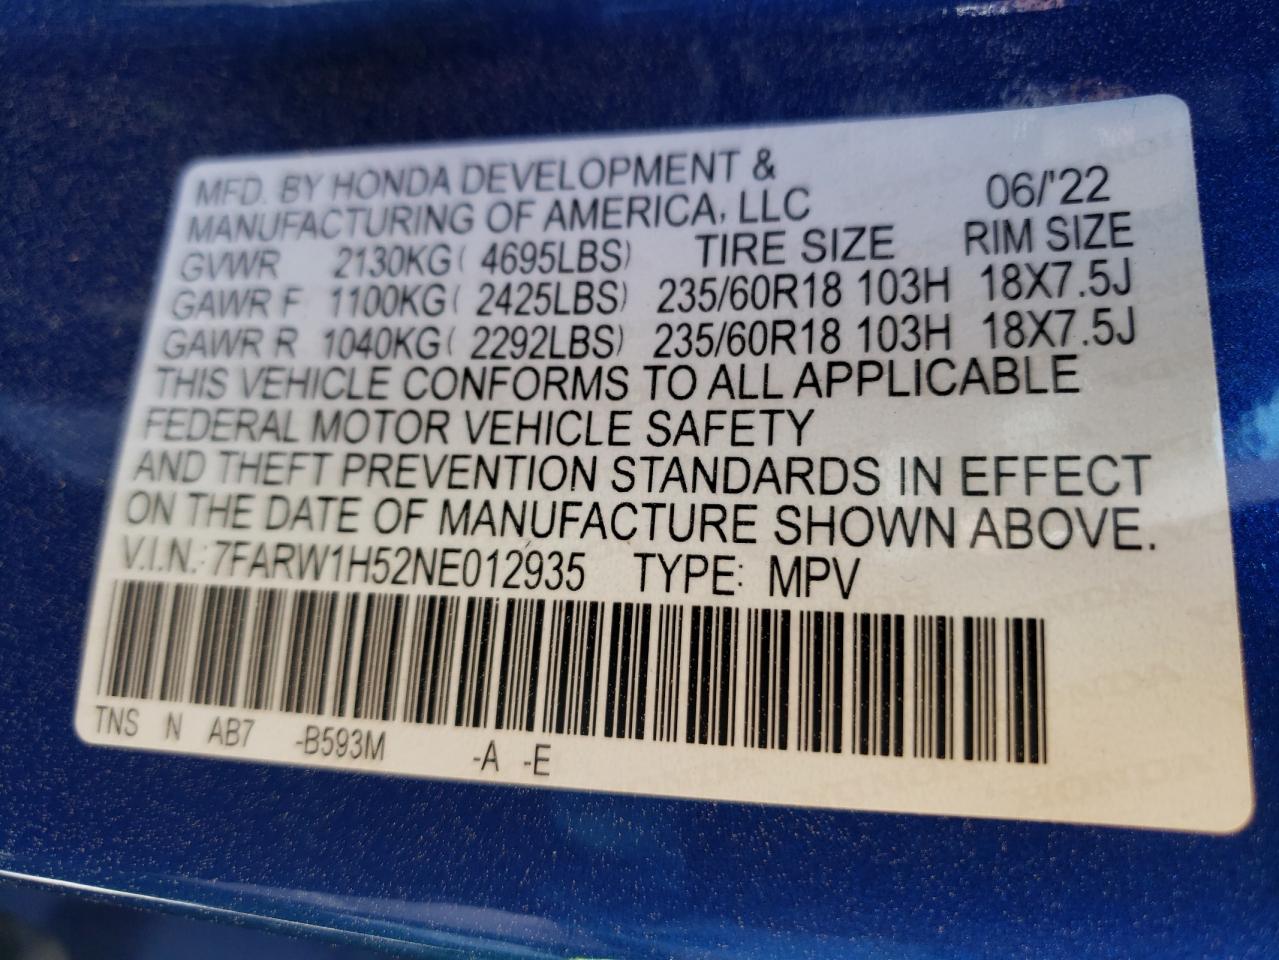 MFD. BY HONDA DEVELOPMENT & 06/'22
MANUFACTURING OF AMERICA, LLC
GVWR 2130KG( 4695LBS) TIRE SIZE RIM SIZE
GAWR F 1100KG( 2425LBS) 235/60R18 103H 18X7.5J
GAWR R 1040KG( 2292LBS) 235/60R18 103H 18X7.5J
THIS VEHICLE CONFORMS TO ALL APPLICABLE
FEDERAL MOTOR VEHICLE SAFETY
AND THEFT PREVENTION STANDARDS IN EFFECT
ON THE DATE OF MANUFACTURE SHOWN ABOVE.
V.I.N.: 7FARW1H52NE012935 TYPE: MPV
TNS N AB7 -B593M -A -E